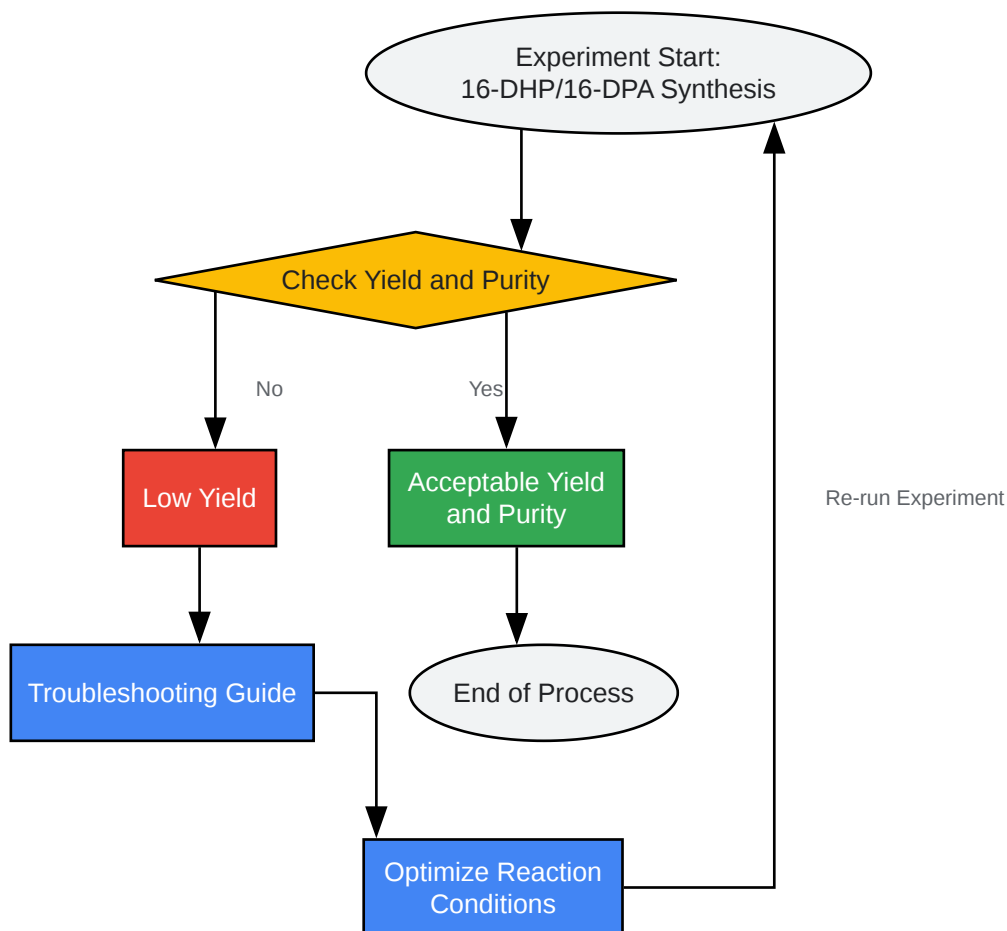 Experiment Start:
16-DHP/16-DPA Synthesis
Check Yield and Purity
No
Yes
Low Yield
Acceptable Yield
and Purity
Re-run Experiment
Troubleshooting Guide
End of Process
Optimize Reaction
Conditions